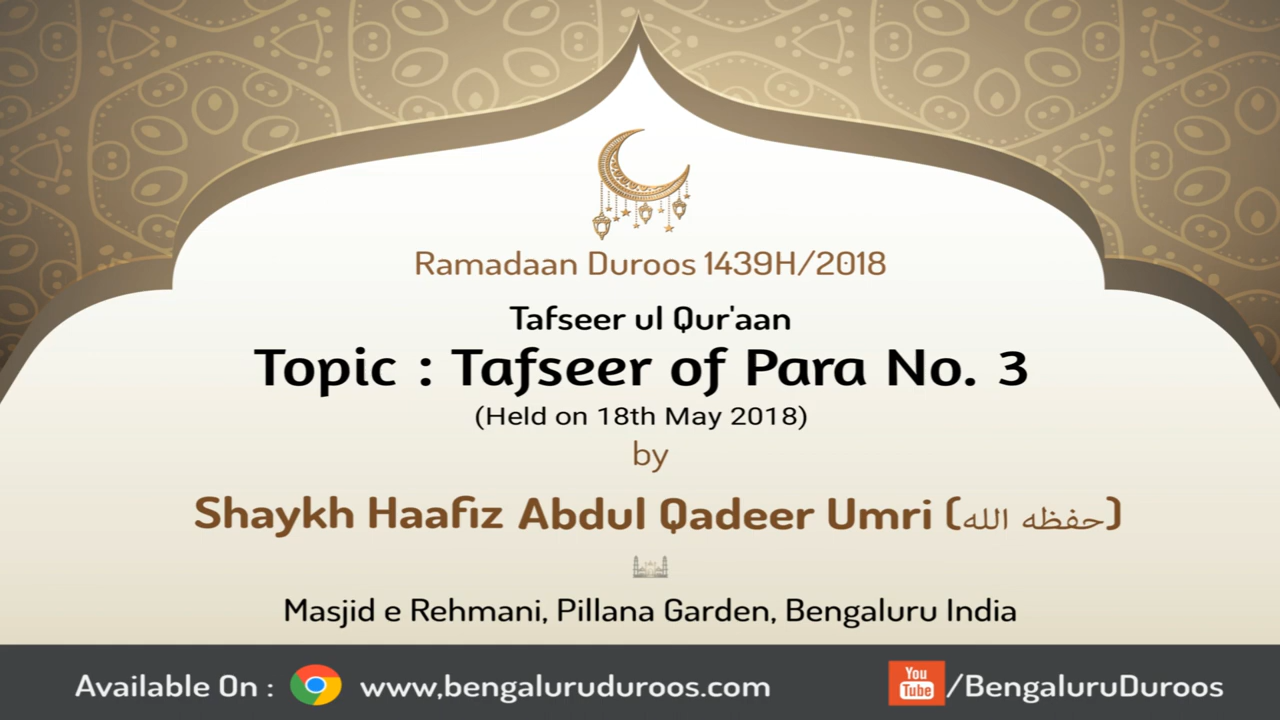 Ramadaan Duroos 1439H/2018
Tafseer ul Qur'aan
Topic : Tafseer of Para No. 3
(Held on 18th May 2018)
by
Shaykh Haafiz Abdul Qadeer Umri (حفظه الله)
Masjid e Rehmani, Pillana Garden, Bengaluru India
Available On : www,bengaluruduroos.com You Tube /BengaluruDuroos